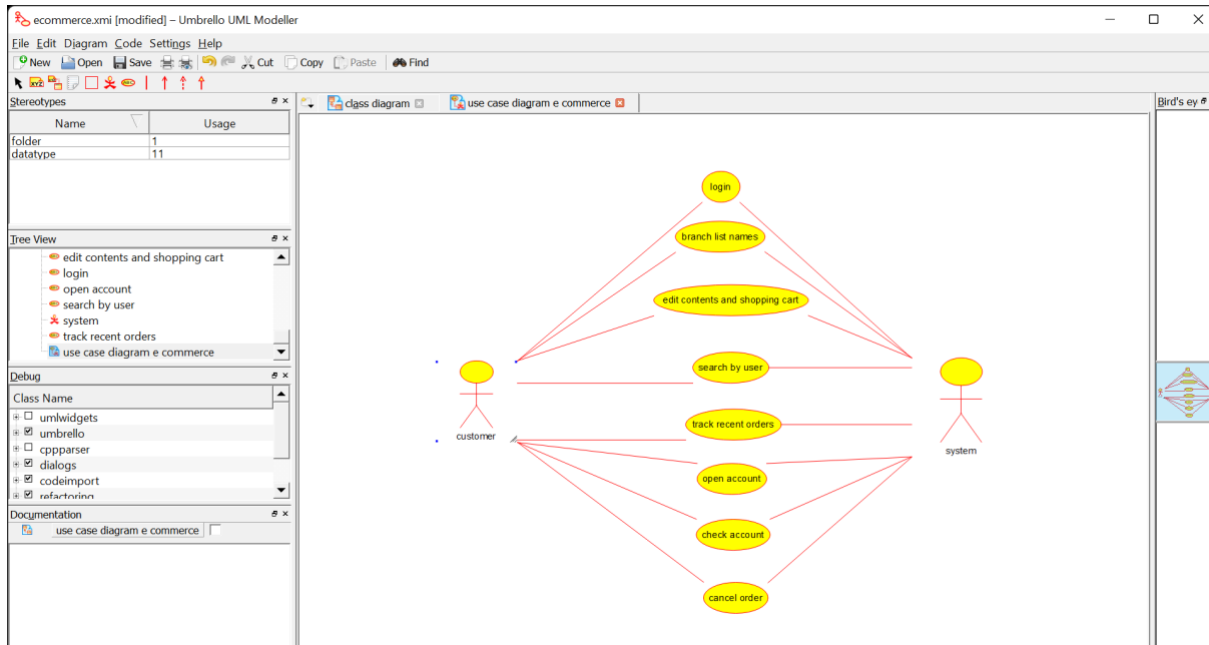 ecommerce.xmi [modified] – Umbrello UML Modeller
File Edit Diagram Code Settings Help
New Open Save Cut Copy Paste Find
XYZ
Stereotypes
Name Usage
folder 1
datatype 11
Tree View
edit contents and shopping cart
login
open account
search by user
system
track recent orders
use case diagram e commerce
Debug
Class Name
umlwidgets
umbrello
cppparser
dialogs
codeimport
refactoring
Documentation
use case diagram e commerce
class diagram use case diagram e commerce
login
branch list names
edit contents and shopping cart
search by user
track recent orders
open account
check account
cancel order
customer
system
Bird's ey